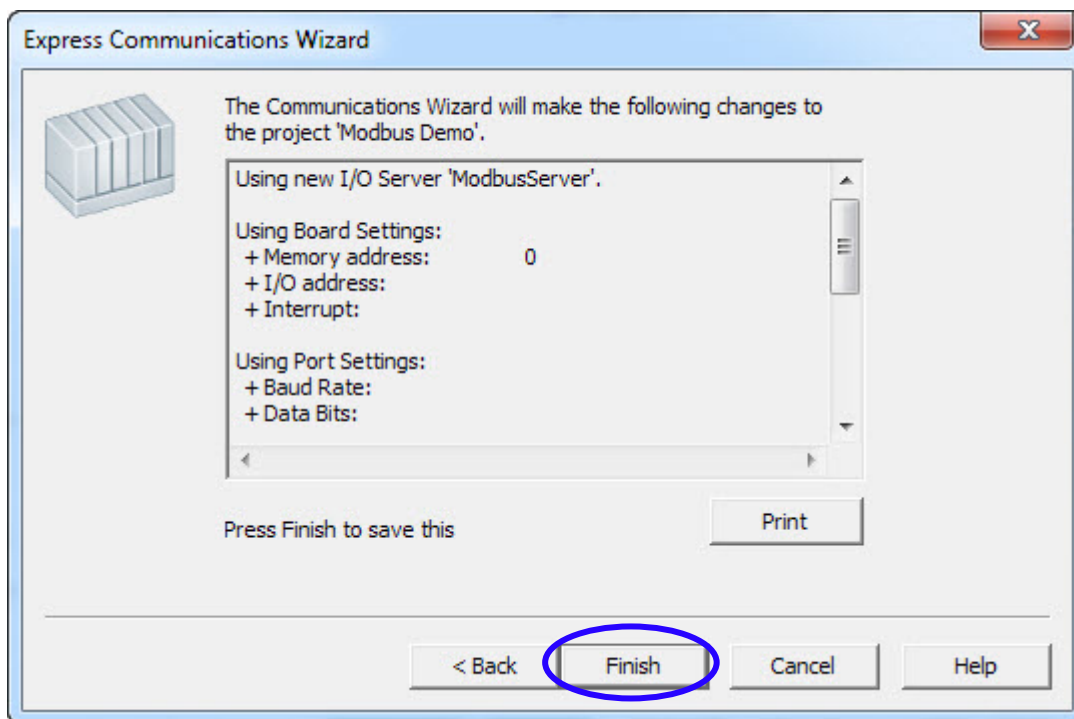 Express Communications Wizard
The Communications Wizard will make the following changes to
the project 'Modbus Demo'.
Using new I/O Server 'ModbusServer'.
Using Board Settings:
+ Memory address: 0
+ I/O address:
+ Interrupt:
Using Port Settings:
+ Baud Rate:
+ Data Bits:
Press Finish to save this
Print
< Back Finish Cancel Help